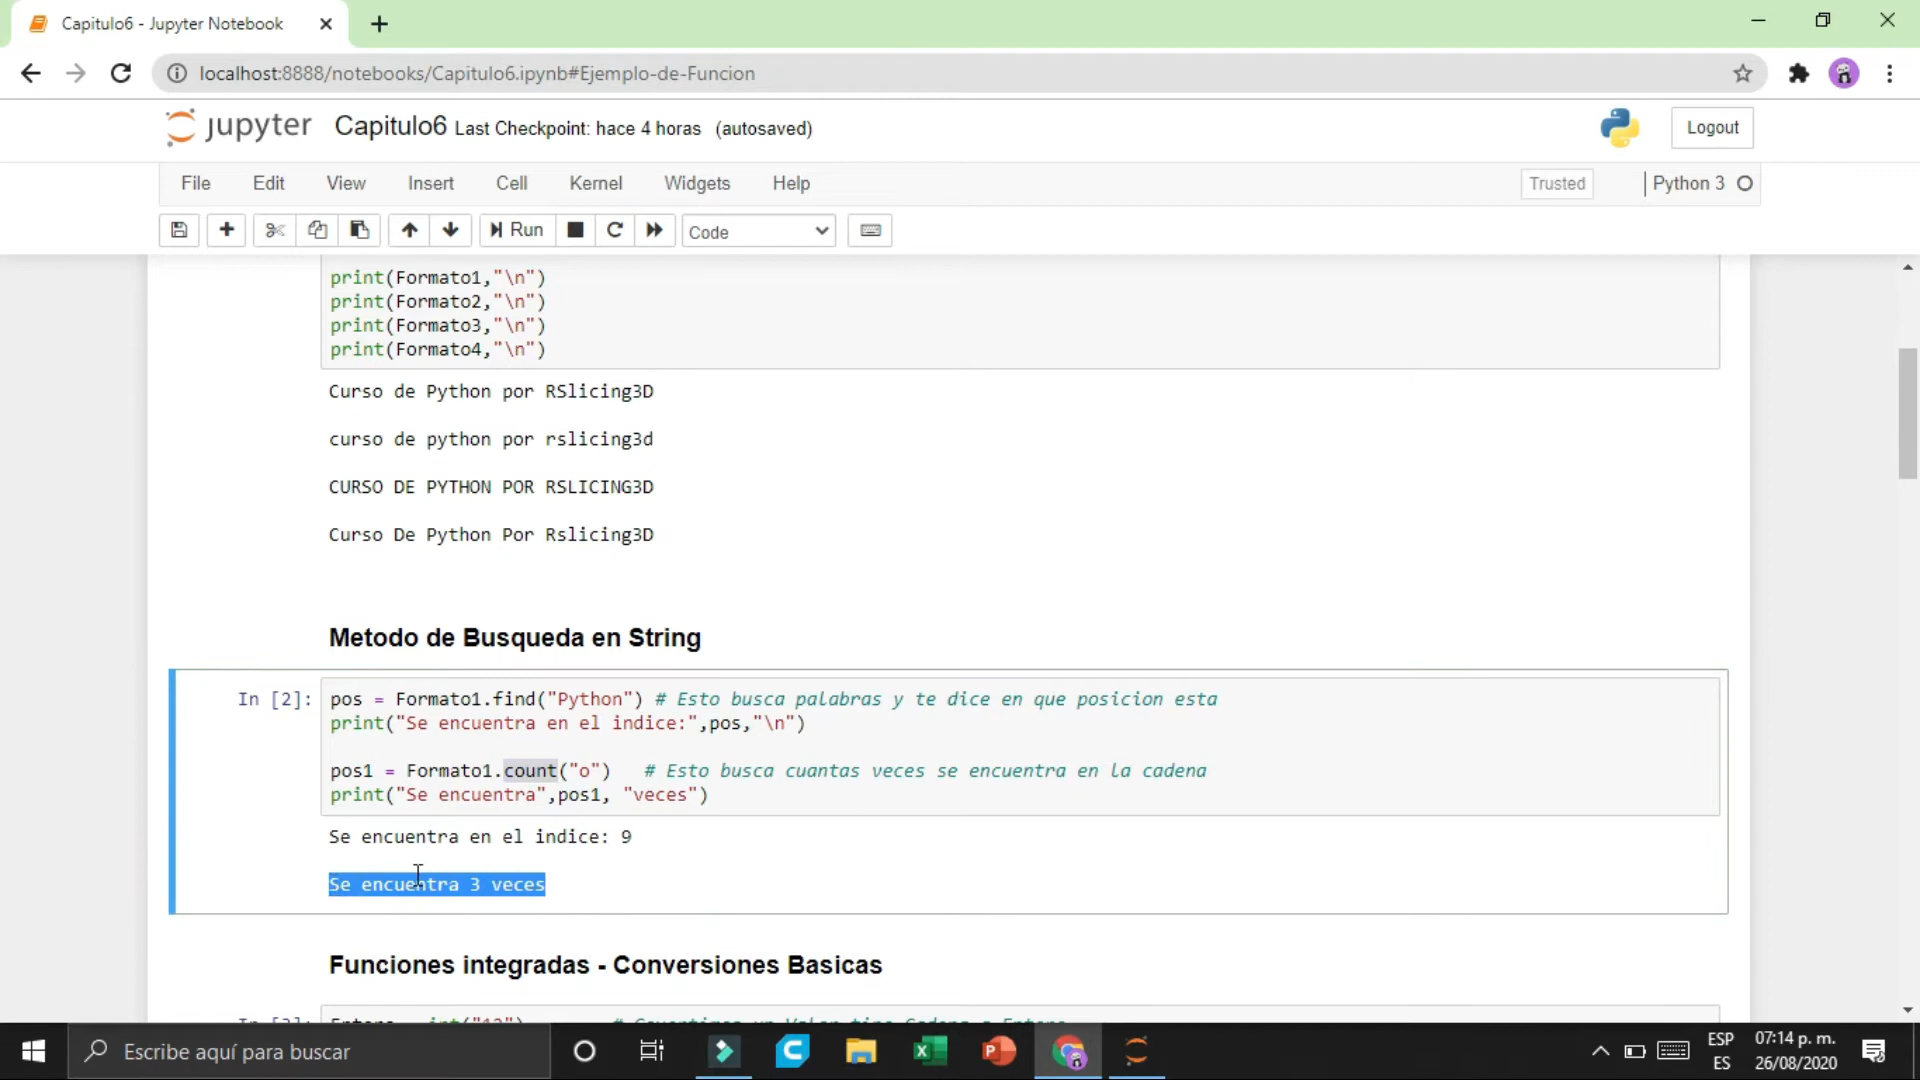 Capitulo6 - Jupyter Notebook
localhost:8888/notebooks/Capitulo6.ipynb#Ejemplo-de-Funcion
jupyter Capitulo6 Last Checkpoint: hace 4 horas (autosaved)
Logout
File Edit View Insert Cell Kernel Widgets Help Trusted Python 3
Run Code
print(Formato1,"\n")
print(Formato2,"\n")
print(Formato3,"\n")
print(Formato4,"\n")
Curso de Python por RSlicing3D
curso de python por rslicing3d
CURSO DE PYTHON POR RSLICING3D
Curso De Python Por Rslicing3D
Metodo de Busqueda en String
In [2]: pos = Formato1.find("Python") # Esto busca palabras y te dice en que posicion esta
print("Se encuentra en el indice:",pos,"\n")
pos1 = Formato1.count("o") # Esto busca cuantas veces se encuentra en la cadena
print("Se encuentra",pos1, "veces")
Se encuentra en el indice: 9
Se encuentra 3 veces
Funciones integradas - Conversiones Basicas
Escribe aquí para buscar
ESP
ES
07:14 p. m.
26/08/2020